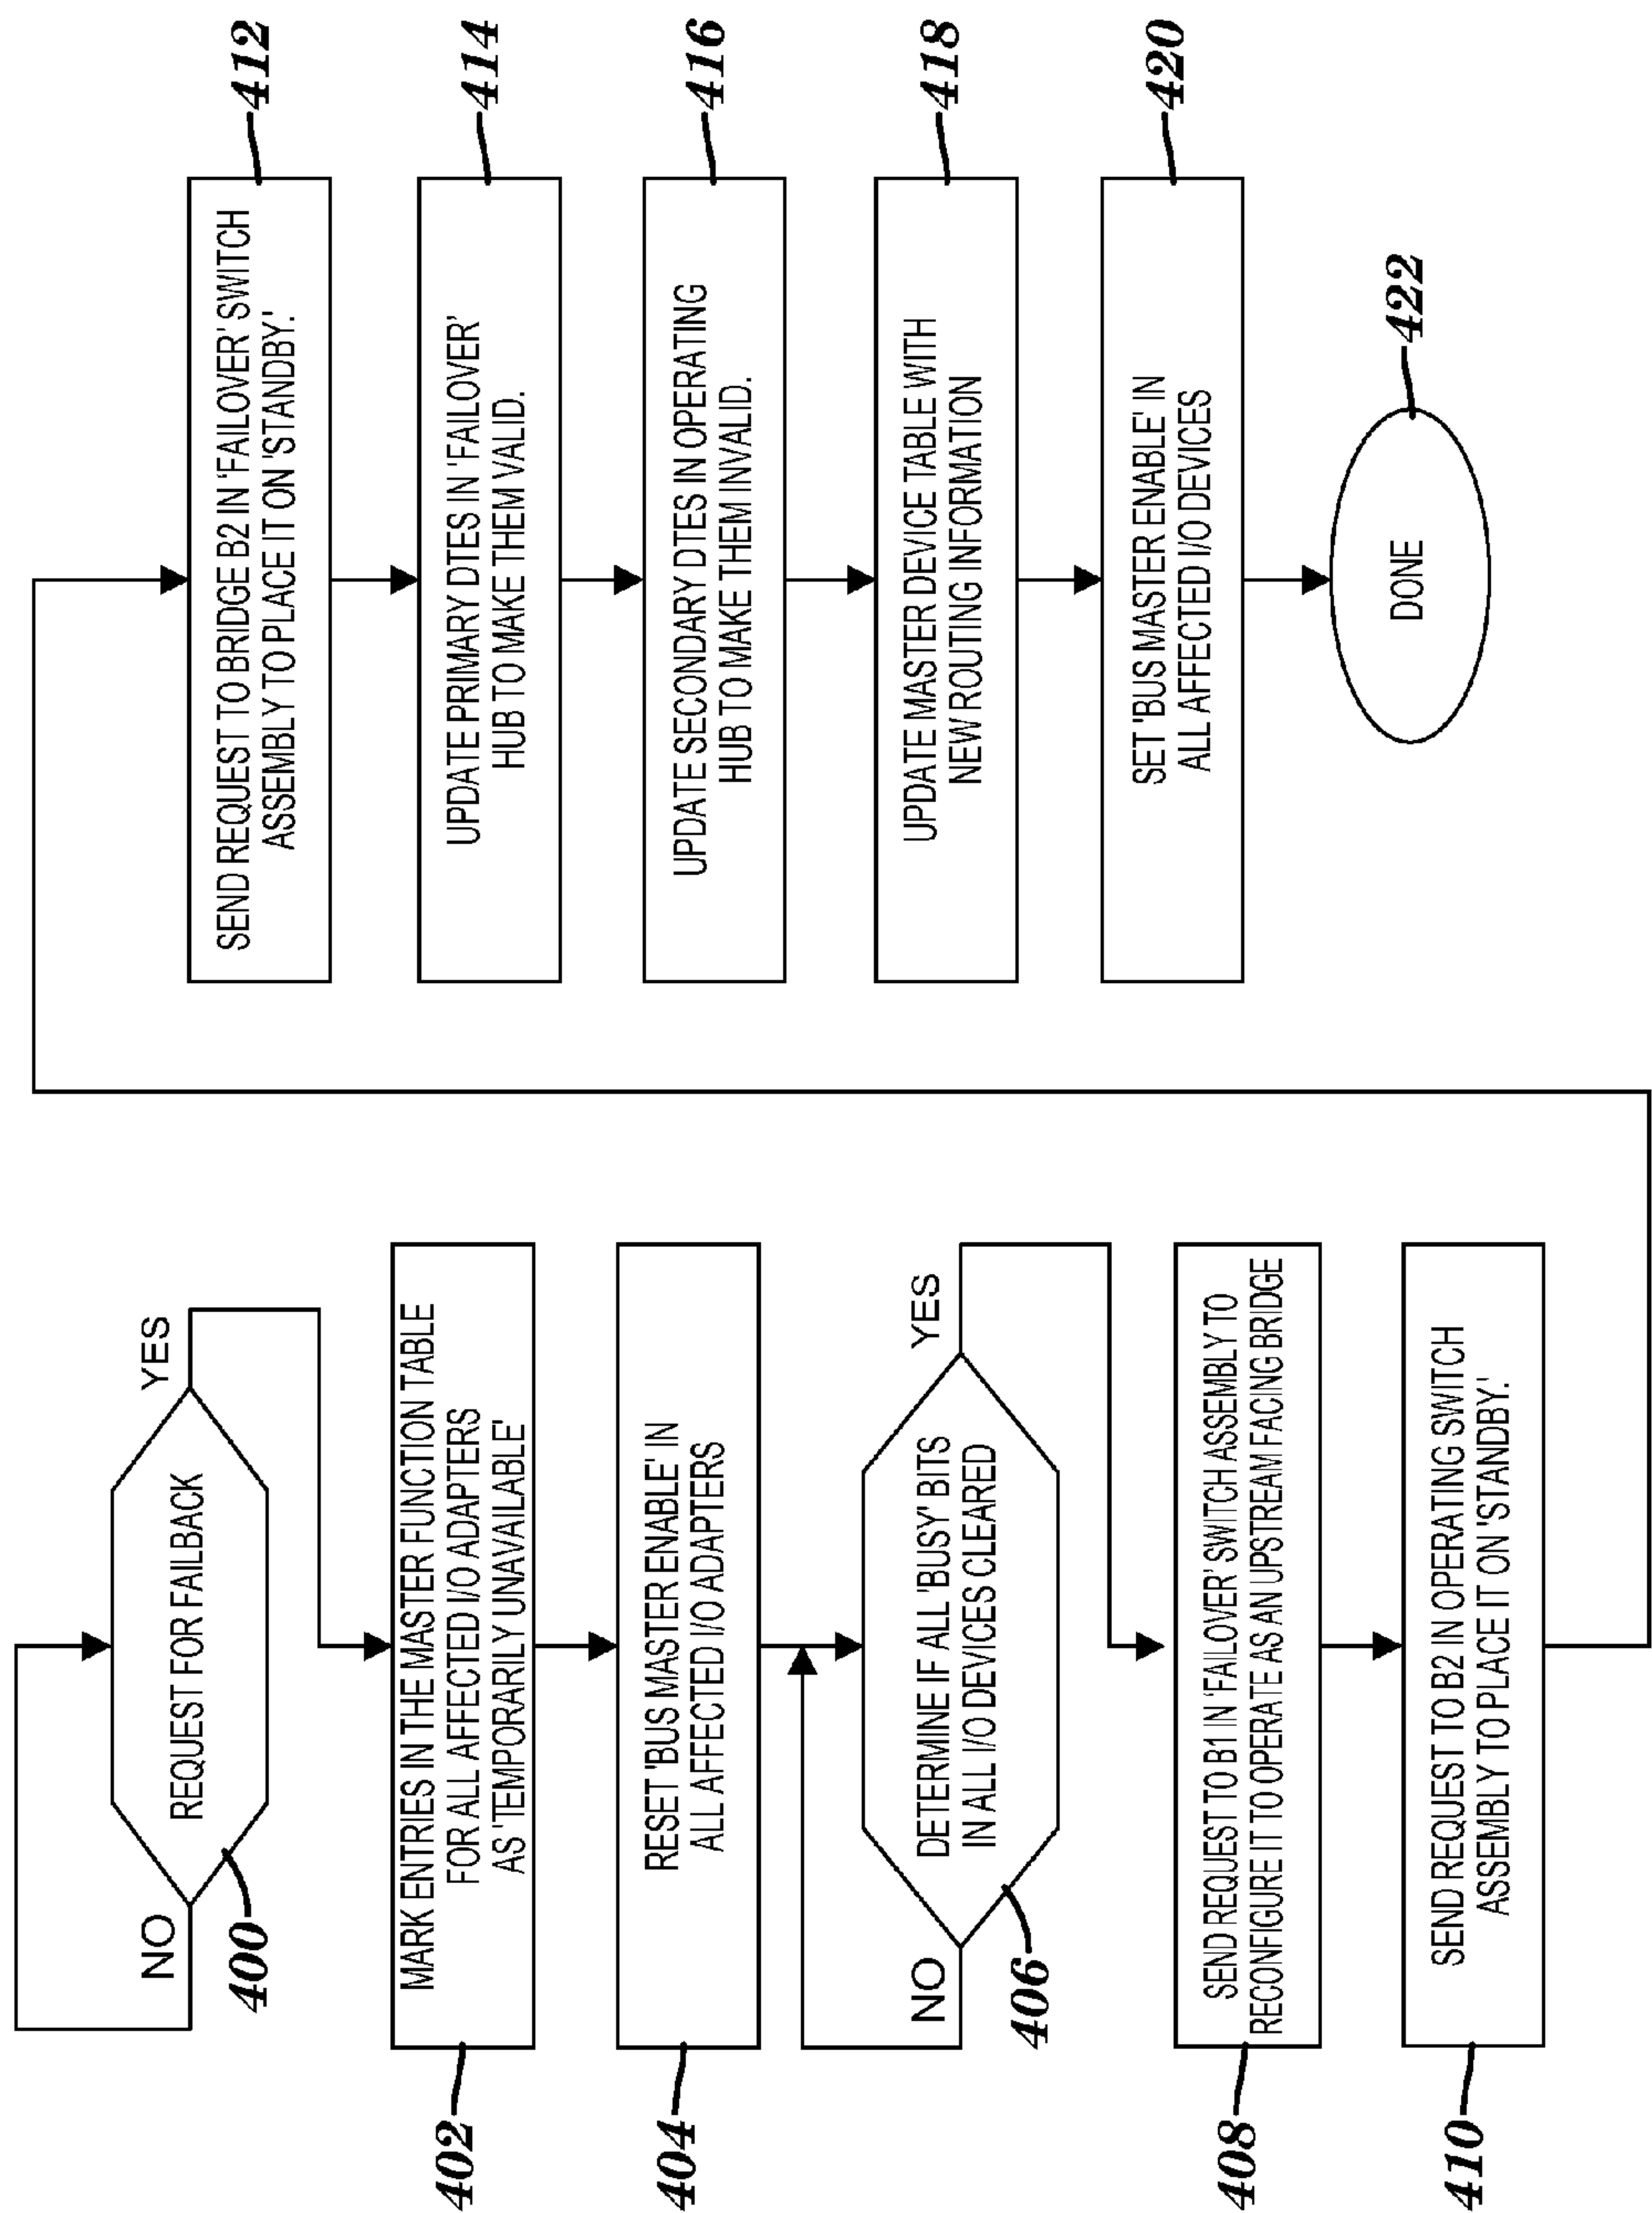 REQUEST FOR FAILBACK
NO
YES
400
MARK ENTRIES IN THE MASTER FUNCTION TABLE
FOR ALL AFFECTED I/O ADAPTERS
AS 'TEMPORARILY UNAVAILABLE'
402
RESET 'BUS MASTER ENABLE' IN
ALL AFFECTED I/O ADAPTERS
404
DETERMINE IF ALL 'BUSY' BITS
IN ALL I/O DEVICES CLEARED
NO
YES
406
SEND REQUEST TO B1 IN 'FAILOVER' SWITCH ASSEMBLY TO
RECONFIGURE IT TO OPERATE AS AN UPSTREAM FACING BRIDGE
408
SEND REQUEST TO B2 IN OPERATING SWITCH
ASSEMBLY TO PLACE IT ON 'STANDBY.'
410
SEND REQUEST TO BRIDGE B2 IN 'FAILOVER' SWITCH
ASSEMBLY TO PLACE IT ON 'STANDBY.'
412
UPDATE PRIMARY DTES IN 'FAILOVER'
HUB TO MAKE THEM VALID.
414
UPDATE SECONDARY DTES IN OPERATING
HUB TO MAKE THEM INVALID.
416
UPDATE MASTER DEVICE TABLE WITH
NEW ROUTING INFORMATION
418
SET 'BUS MASTER ENABLE' IN
ALL AFFECTED I/O DEVICES
420
DONE
422